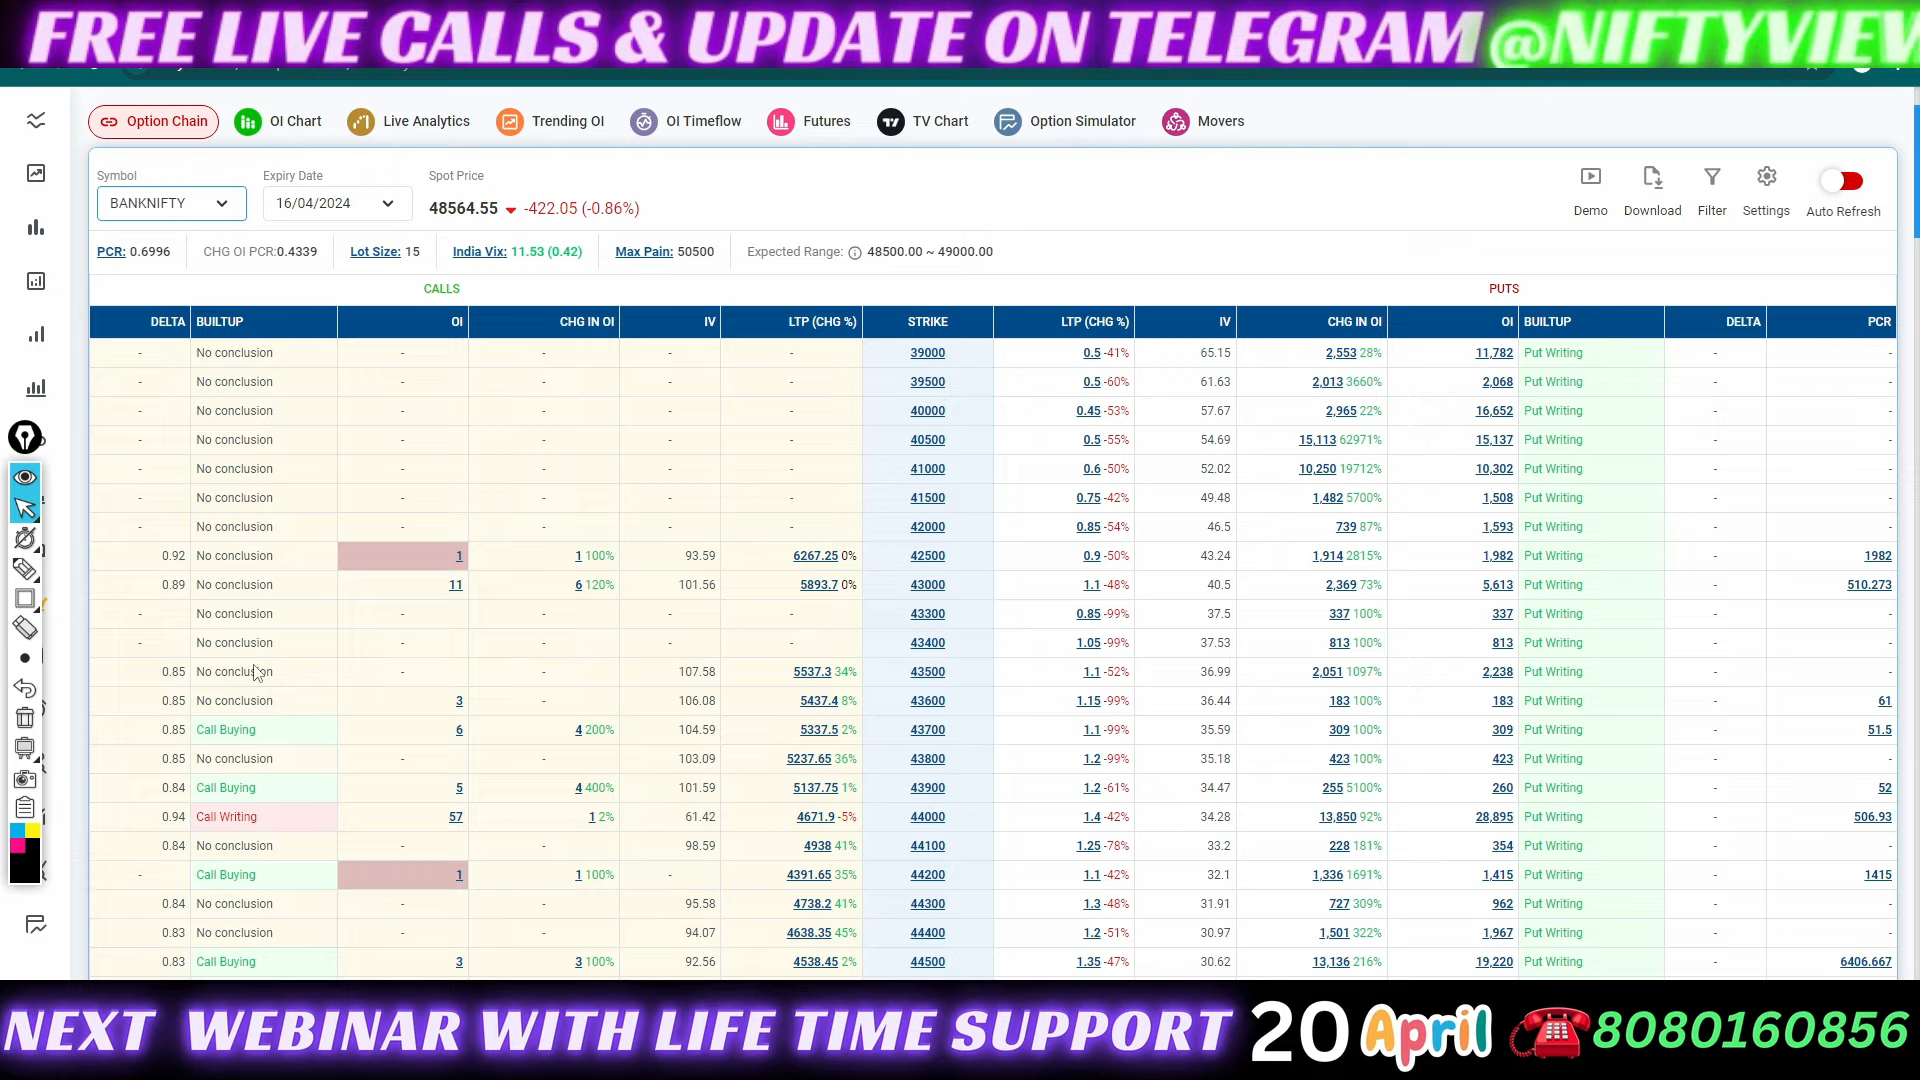 FREE LIVE CALLS & UPDATE ON TELEGRAM @NIFTYVIEW
Option Chain OI Chart Live Analytics Trending OI OI Timeflow Futures TV Chart Option Simulator Movers
Symbol Expiry Date Spot Price
BANKNIFTY 16/04/2024 48564.55 -422.05 (-0.86%)
Demo Download Filter Settings Auto Refresh
PCR: 0.6996 CHG OI PCR:0.4339 Lot Size: 15 India Vix: 11.53 (0.42) Max Pain: 50500 Expected Range: 48500.00 ~ 49000.00
CALLS PUTS
DELTA BUILTUP OI CHG IN OI IV LTP (CHG %) STRIKE LTP (CHG %) IV CHG IN OI OI BUILTUP DELTA PCR
- No conclusion - - - - 39000 0.5 -41% 65.15 2,553 28% 11,782 Put Writing - -
- No conclusion - - - - 39500 0.5 -60% 61.63 2,013 3660% 2,068 Put Writing - -
- No conclusion - - - - 40000 0.45 -53% 57.67 2,965 22% 16,652 Put Writing - -
- No conclusion - - - - 40500 0.5 -55% 54.69 15,113 62971% 15,137 Put Writing - -
- No conclusion - - - - 41000 0.6 -50% 52.02 10,250 19712% 10,302 Put Writing - -
- No conclusion - - - - 41500 0.75 -42% 49.48 1,482 5700% 1,508 Put Writing - -
- No conclusion - - - - 42000 0.85 -54% 46.5 739 87% 1,593 Put Writing - -
0.92 No conclusion 1 1 100% 93.59 6267.25 0% 42500 0.9 -50% 43.24 1,914 2815% 1,982 Put Writing - 1982
0.89 No conclusion 11 6 120% 101.56 5893.7 0% 43000 1.1 -48% 40.5 2,369 73% 5,613 Put Writing - 510.273
- No conclusion - - - - 43300 0.85 -99% 37.5 337 100% 337 Put Writing - -
- No conclusion - - - - 43400 1.05 -99% 37.53 813 100% 813 Put Writing - -
0.85 No conclusion - - 107.58 5537.3 34% 43500 1.1 -52% 36.99 2,051 1097% 2,238 Put Writing - -
0.85 No conclusion 3 - 106.08 5437.4 8% 43600 1.15 -99% 36.44 183 100% 183 Put Writing - 61
0.85 Call Buying 6 4 200% 104.59 5337.5 2% 43700 1.1 -99% 35.59 309 100% 309 Put Writing - 51.5
0.85 No conclusion - - 103.09 5237.65 36% 43800 1.2 -99% 35.18 423 100% 423 Put Writing - -
0.84 Call Buying 5 4 400% 101.59 5137.75 1% 43900 1.2 -61% 34.47 255 5100% 260 Put Writing - 52
0.94 Call Writing 57 1 2% 61.42 4671.9 -5% 44000 1.4 -42% 34.28 13,850 92% 28,895 Put Writing - 506.93
0.84 No conclusion - - 98.59 4938 41% 44100 1.25 -78% 33.2 228 181% 354 Put Writing - -
- Call Buying 1 1 100% - 4391.65 35% 44200 1.1 -42% 32.1 1,336 1691% 1,415 Put Writing - 1415
0.84 No conclusion - - 95.58 4738.2 41% 44300 1.3 -48% 31.91 727 309% 962 Put Writing - -
0.83 No conclusion - - 94.07 4638.35 45% 44400 1.2 -51% 30.97 1,501 322% 1,967 Put Writing - -
0.83 Call Buying 3 3 100% 92.56 4538.45 2% 44500 1.35 -47% 30.62 13,136 216% 19,220 Put Writing - 6406.667
NEXT WEBINAR WITH LIFE TIME SUPPORT 20 April 8080160856